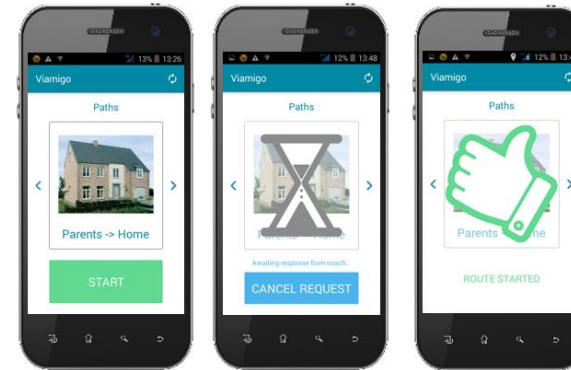 13% 13:26
Viamigo
Paths
Parents -> Home
START
12% 13:48
Viamigo
Paths
Awaiting response from coach..
CANCEL REQUEST
12%
Viamigo
Paths
ROUTE STARTED